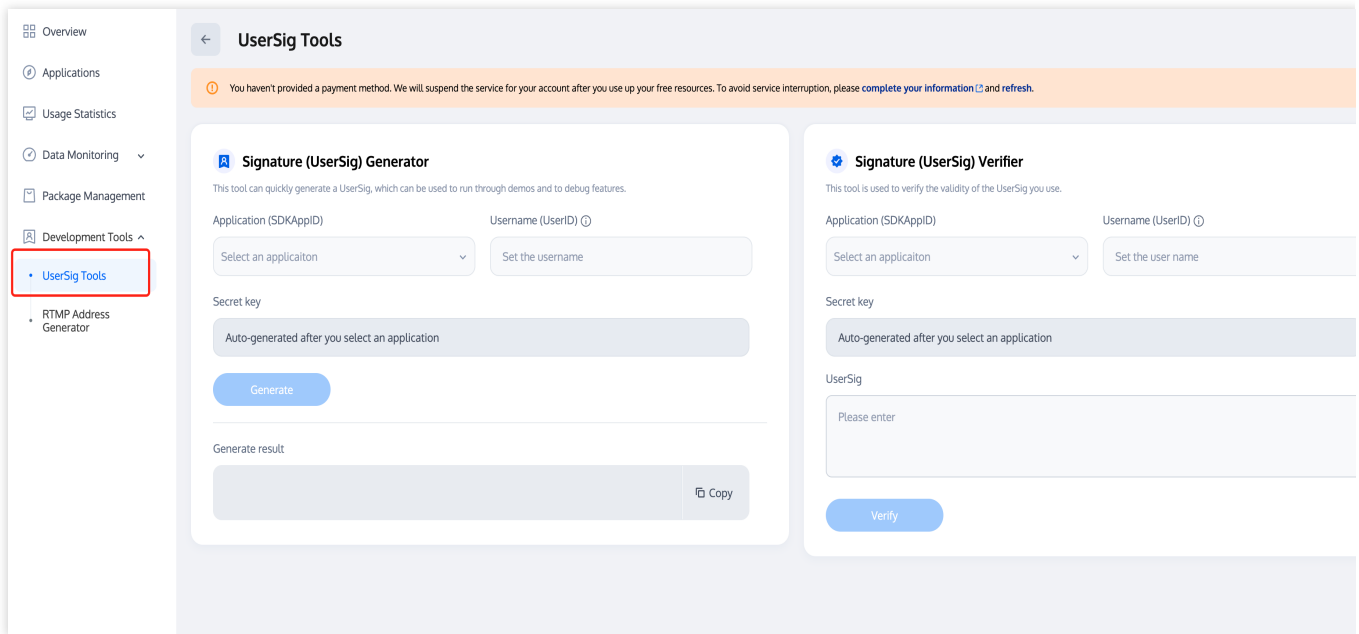 Overview
Applications
Usage Statistics
Data Monitoring
Package Management
Development Tools
UserSig Tools
RTMP Address
Generator
UserSig Tools
You haven't provided a payment method. We will suspend the service for your account after you use up your free resources. To avoid service interruption, please complete your information and refresh.
Signature (UserSig) Generator
This tool can quickly generate a UserSig, which can be used to run through demos and to debug features.
Application (SDKAppID)
Username (UserID)
Select an applicaiton
Set the username
Secret key
Auto-generated after you select an application
Generate
Generate result
Copy
Signature (UserSig) Verifier
This tool is used to verify the validity of the UserSig you use.
Application (SDKAppID)
Username (UserID)
Select an applicaiton
Set the user name
Secret key
Auto-generated after you select an application
UserSig
Please enter
Verify